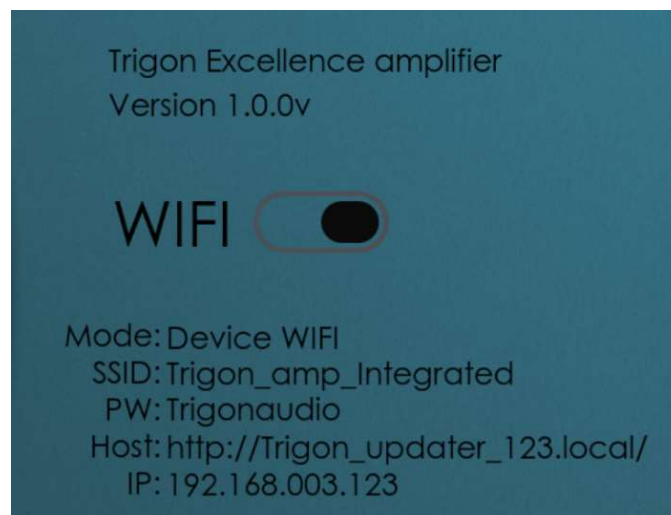 Trigon Excellence amplifier
Version 1.0.0v
WIFI
Mode: Device WIFI
SSID: Trigon_amp_Integrated
PW: Trigonaudio
Host: http://Trigon_updater_123.local/
IP: 192.168.003.123